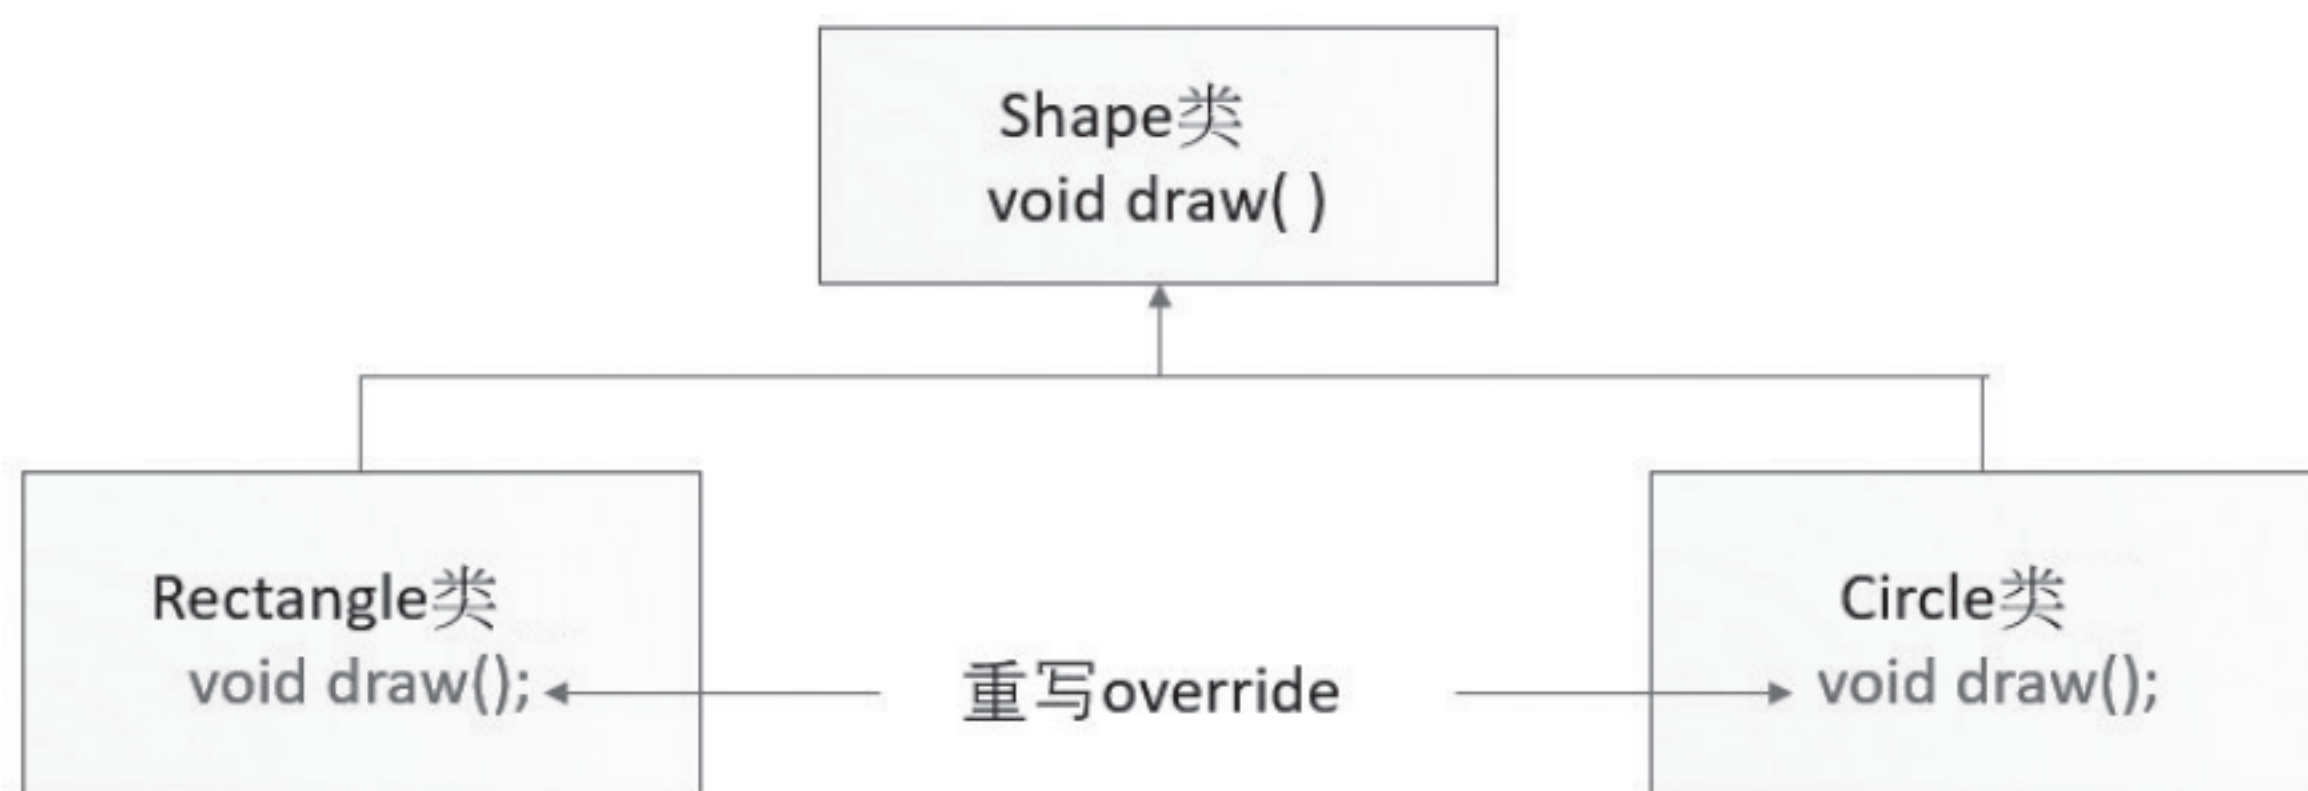 Shape类
void draw( )
Rectangle类
void draw();
重写override
Circle类
void draw();